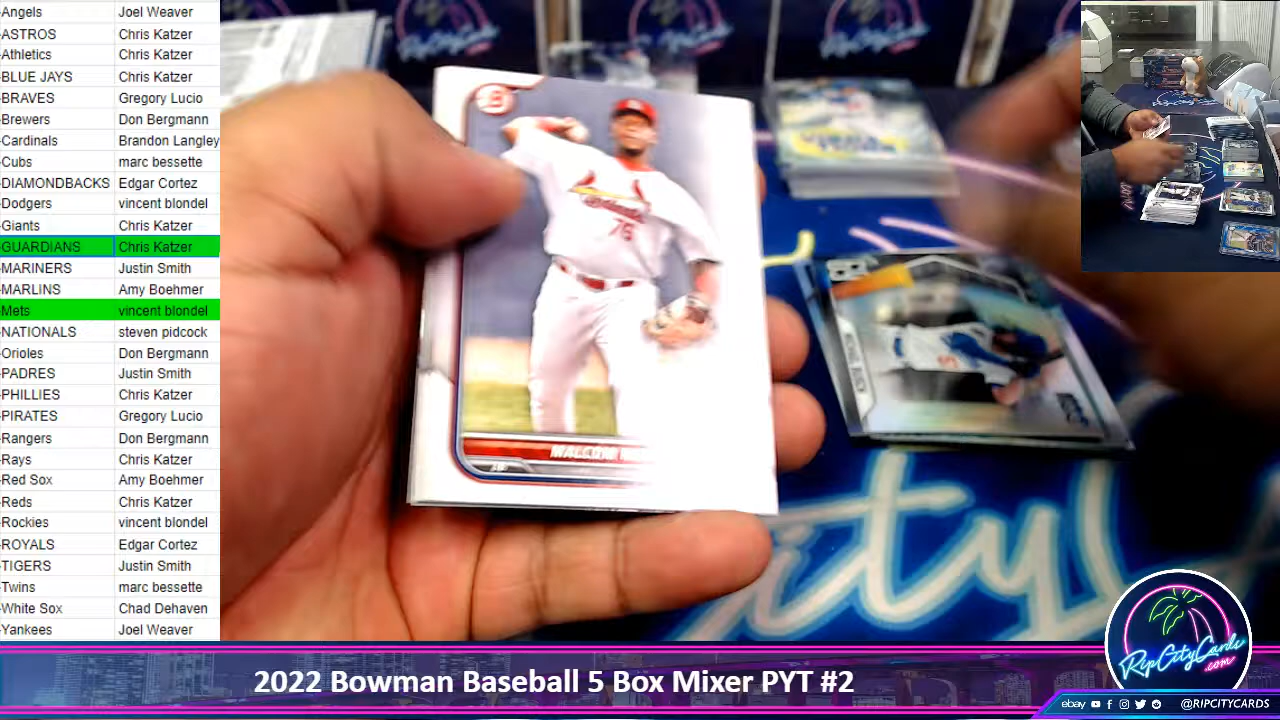 -Angels Joel Weaver
-ASTROS Chris Katzer
-Athletics Chris Katzer
-BLUE JAYS Chris Katzer
-BRAVES Gregory Lucio
-Brewers Don Bergmann
-Cardinals Brandon Langley
-Cubs marc bessette
-DIAMONDBACKS Edgar Cortez
-Dodgers vincent blondel
-Giants Chris Katzer
-GUARDIANS Chris Katzer
-MARINERS Justin Smith
-MARLINS Amy Boehmer
-Mets vincent blondel
-NATIONALS steven pidcock
-Orioles Don Bergmann
-PADRES Justin Smith
-PHILLIES Chris Katzer
-PIRATES Gregory Lucio
-Rangers Don Bergmann
-Rays Chris Katzer
-Red Sox Amy Boehmer
-Reds Chris Katzer
-Rockies vincent blondel
-ROYALS Edgar Cortez
-TIGERS Justin Smith
-Twins marc bessette
-White Sox Chad Dehaven
-Yankees Joel Weaver
B
Cardinals
76
city
RipCityCards
.com
2022 Bowman Baseball 5 Box Mixer PYT #2
ebay @RIPCITYCARDS